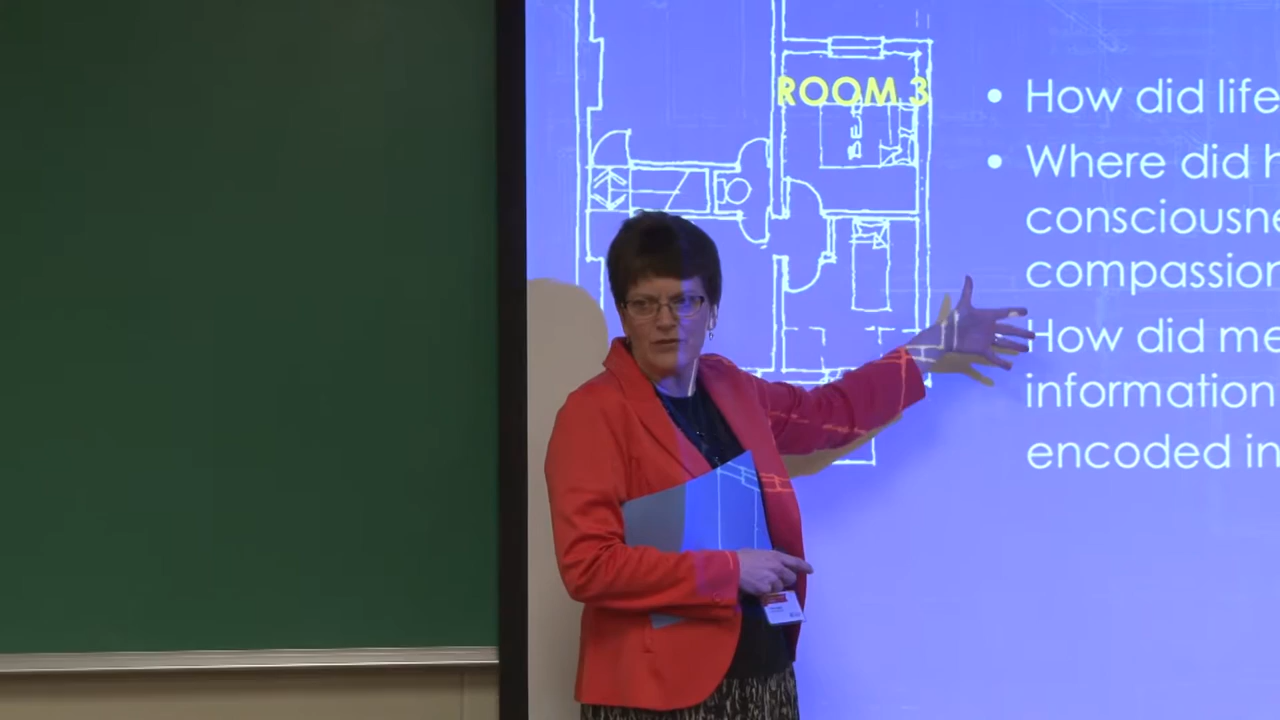 ROOM 3
• How did life
• Where did h
consciousne
compassion
How did me
information
encoded in